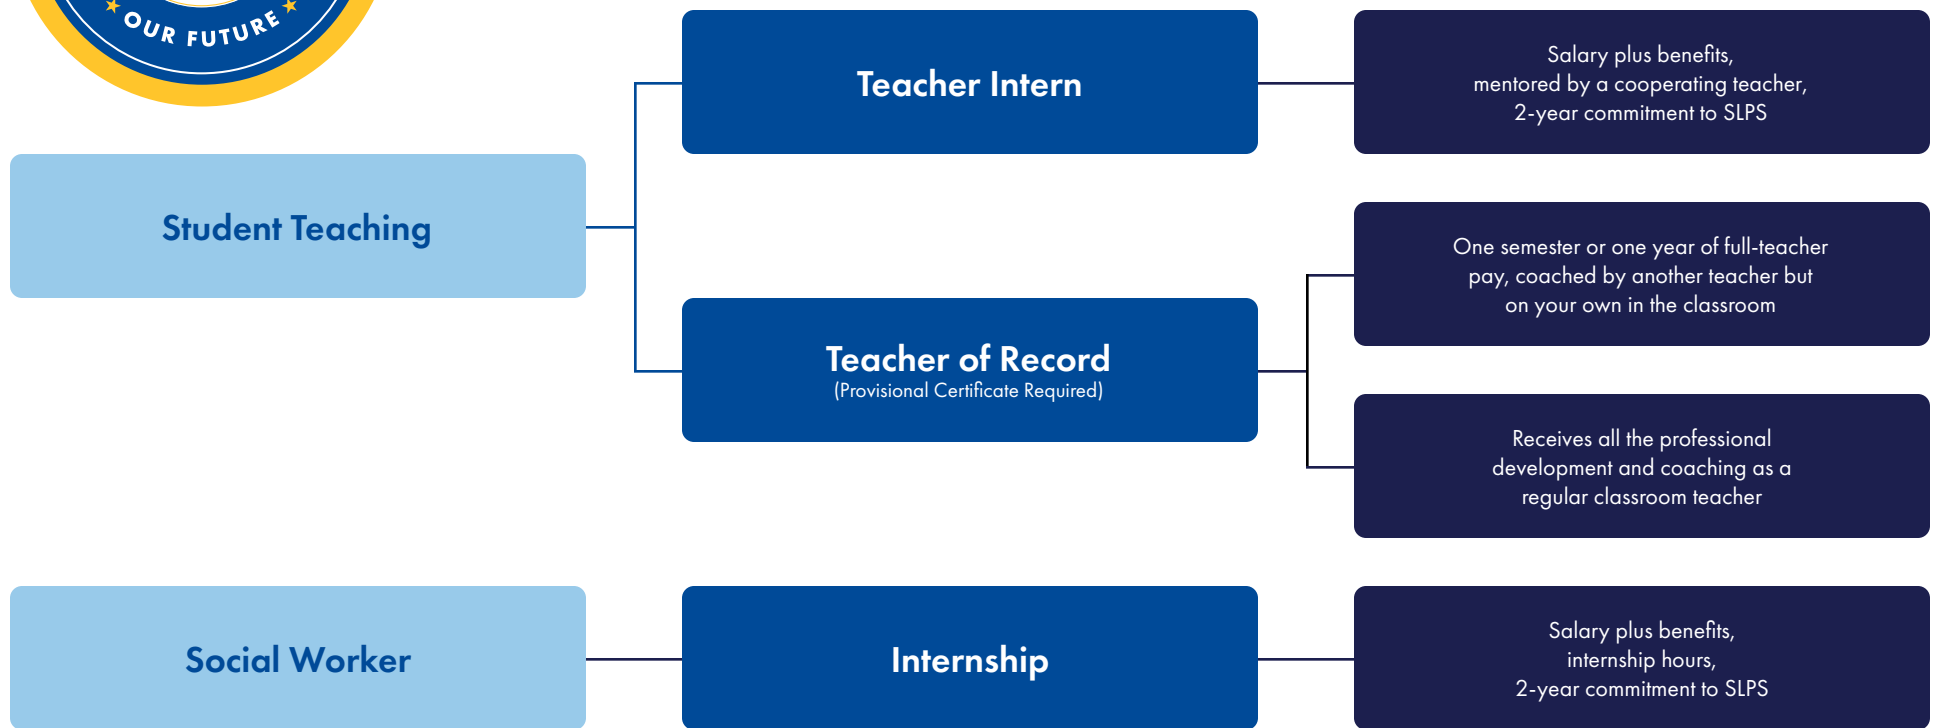 OUR FUTURE
Teacher Intern
Salary plus benefits,
mentored by a cooperating teacher,
2-year commitment to SLPS
Student Teaching
One semester or one year of full-teacher
pay, coached by another teacher but
on your own in the classroom
Teacher of Record
(Provisional Certificate Required)
Receives all the professional
development and coaching as a
regular classroom teacher
Social Worker
Internship
Salary plus benefits,
internship hours,
2-year commitment to SLPS